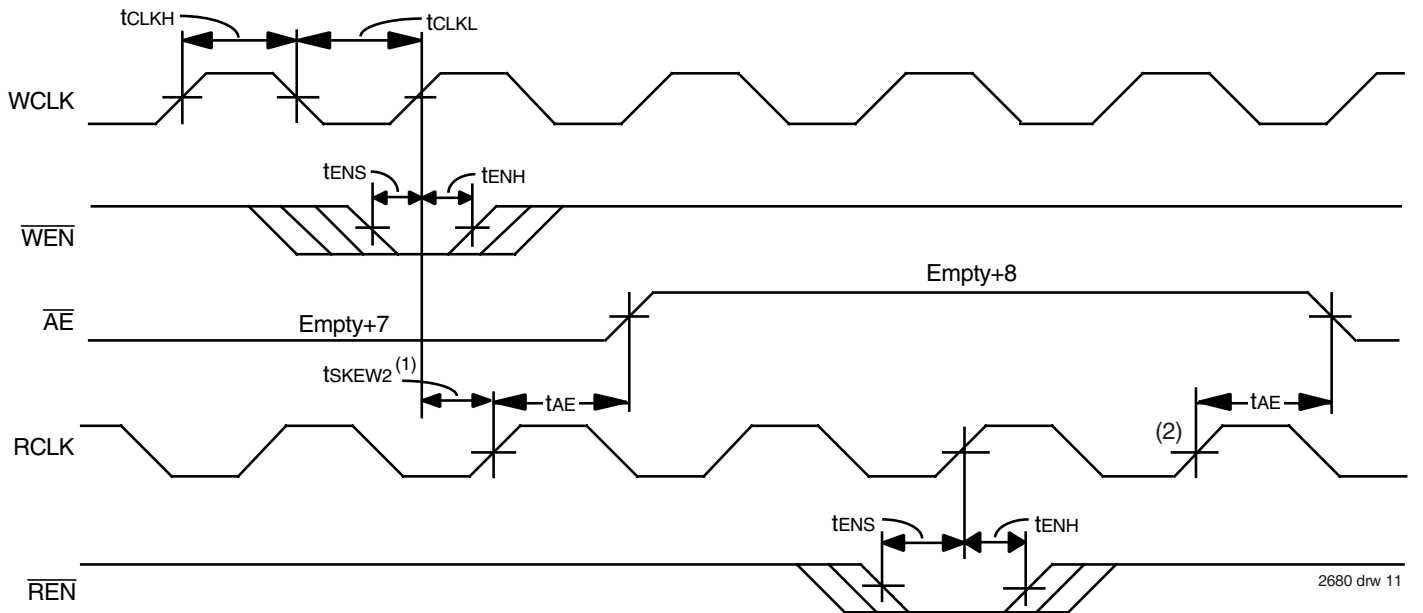 tCLKH
tCLKL
WCLK
tENS
tENH
WEN
Empty+8
AE
Empty+7
tSKEW2 (1)
tAE
tAE
RCLK
(2)
tENS
tENH
REN
2680 drw 11